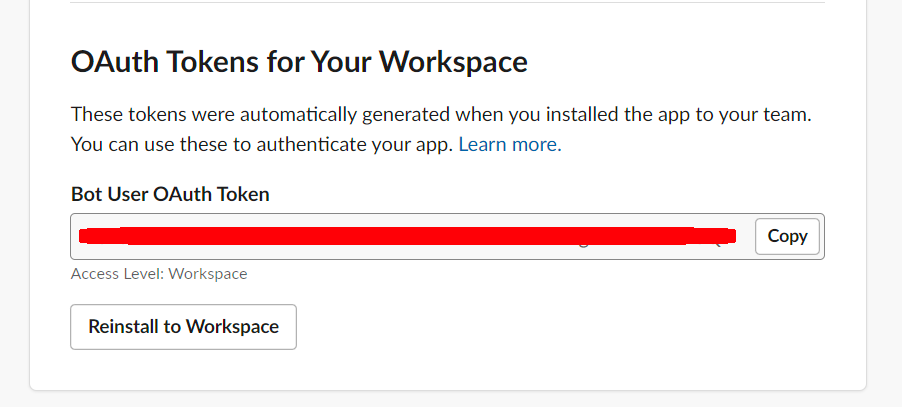 OAuth Tokens for Your Workspace
These tokens were automatically generated when you installed the app to your team.
You can use these to authenticate your app. Learn more.
Bot User OAuth Token
Copy
Access Level: Workspace
Reinstall to Workspace